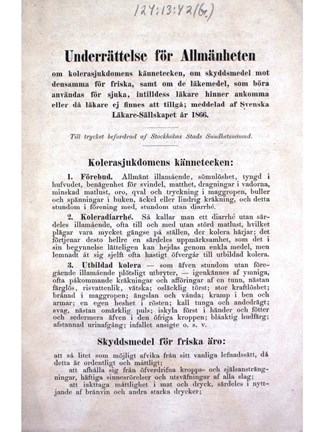 124:13:42(6.)
Underrättelse för Allmänheten
om kolerasjukdomens kännetecken, om skyddsmedel mot
densamma för friska, samt om de läkemedel, som böra
användas för sjuka, intilldess läkare hinner ankomma
eller då läkare ej finnes att tillgå; meddelad af Svenska
Läkare-Sällskapet år 1866.
Till trycket befordrad af Stockholms Stads Sundhetsnämnd.
Kolerasjukdomens kännetecken:
1. Förebud. Allmänt illamående, sömnlöshet, tyngd i
hufvudet, benägenhet för svindel, matthet, dragningar i vadorna,
minskad matlust, oro, qval och tryckning i maggropen, buller
och spänningar i buken, äckel eller lindrig kräkning, och detta
stundom i förening med, stundom utan diarrhé.
2. Koleradiarrhé. Så kallar man ett diarrhé utan sär-
deles illamående, ofta till och med utan störd matlust, hvilket
plägar vara mycket gängse på ställen, der kolera härjar; det
förtjenar desto hellre en särdeles uppmärksamhet, som det i
sin begynnelse lätteligen kan hejdas genom enkla medel, men
lemnadt åt sig sjelft ofta hastigt öfvergår till utbildad kolera.
3. Utbildad kolera — som äfven stundom utan före-
gående illamående plötsligt utbryter, — igenkännes af ymniga,
ofta påkommande kräkningar och afföringar af en tunn, nästan
färglös, risvattenlik, vätska; osläcklig törst; stor kraftlöshet;
bränd i maggropen; ängslan och vånda; kramp i ben och
armar; en egen heshet i rösten; kall tunga och andedrägt;
svag, nästan omärklig puls; iskyla först i händer och fötter
och sedermera äfven i den öfriga kroppen; blåaktig hudfärg;
afstannad urinafgång; infallet ansigte o. s. v.
Skyddsmedel för friska äro:
att så litet som möjligt afvika från sitt vanliga lefnadssätt, då
detta är ordentligt och måttligt;
att afhålla sig från öfverdrifna kropps- och själsansträng-
ningar, häftiga sinnesrörelser och utsväfningar af alla slag;
att iakttaga måttlighet i mat och dryck, särdeles i nytt-
jande af bränvin och andra starka drycker;